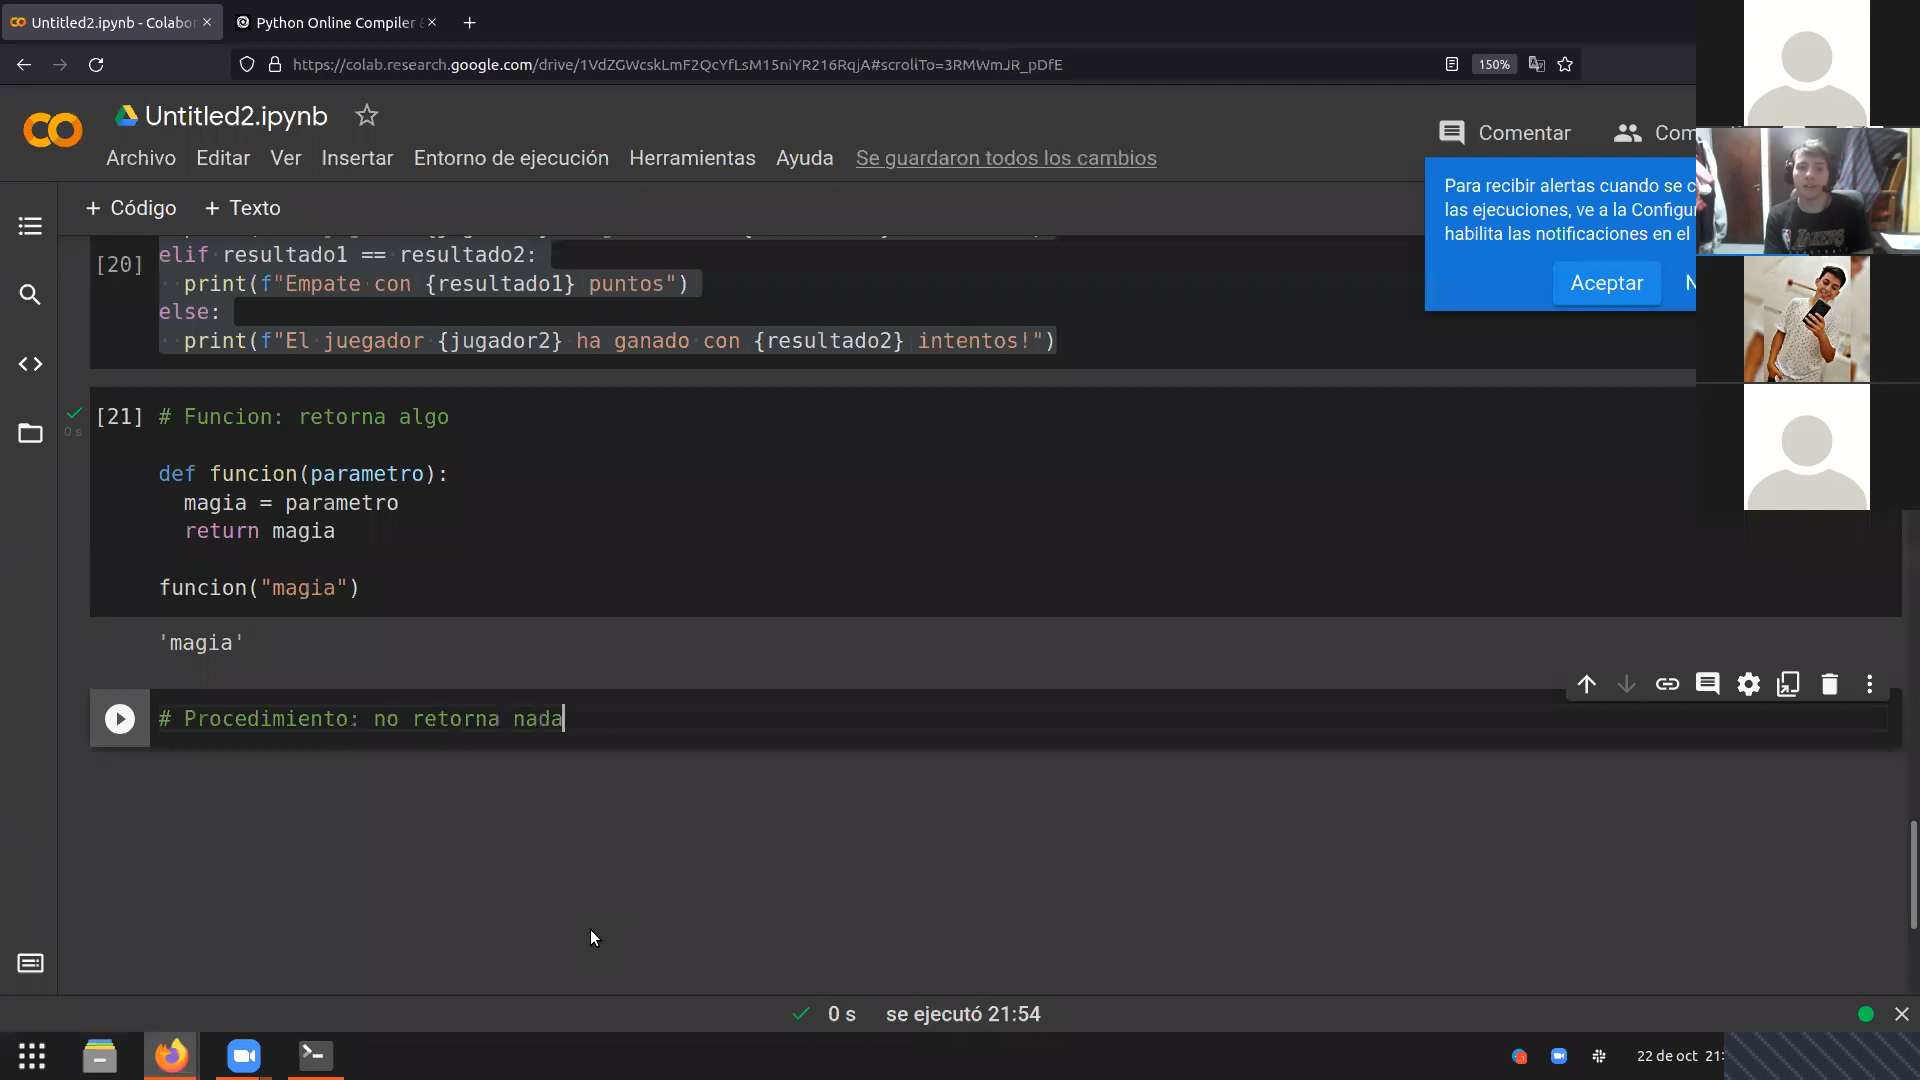 Untitled2.ipynb - Colabo
Python Online Compiler
https://colab.research.google.com/drive/1VdZGWcskLmF2QcYfLsM15niYR216RqjA#scrollTo=3RMWmJR_pDfE
150%
Untitled2.ipynb
Comentar
Com
Archivo Editar Ver Insertar Entorno de ejecución Herramientas Ayuda Se guardaron todos los cambios
Para recibir alertas cuando se c
las ejecuciones, ve a la Configu
habilita las notificaciones en el
Aceptar N
+ Código + Texto
[20] elif resultado1 == resultado2:
print(f"Empate con {resultado1} puntos")
else:
print(f"El juegador {jugador2} ha ganado con {resultado2} intentos!")
0 s
[21] # Funcion: retorna algo
def funcion(parametro):
magia = parametro
return magia
funcion("magia")
'magia'
# Procedimiento: no retorna nada
0 s se ejecutó 21:54
22 de oct 21: